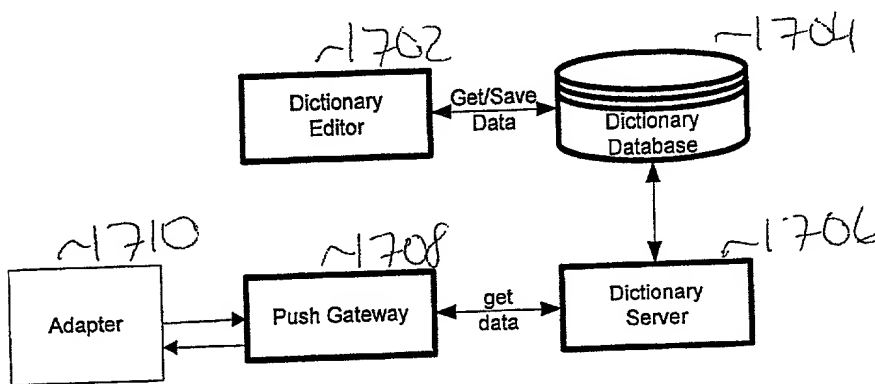 ~1702
~1704
Dictionary
Editor
Get/Save
Data
Dictionary
Database
~1710
~1708
~1706
Adapter
Push Gateway
get
data
Dictionary
Server